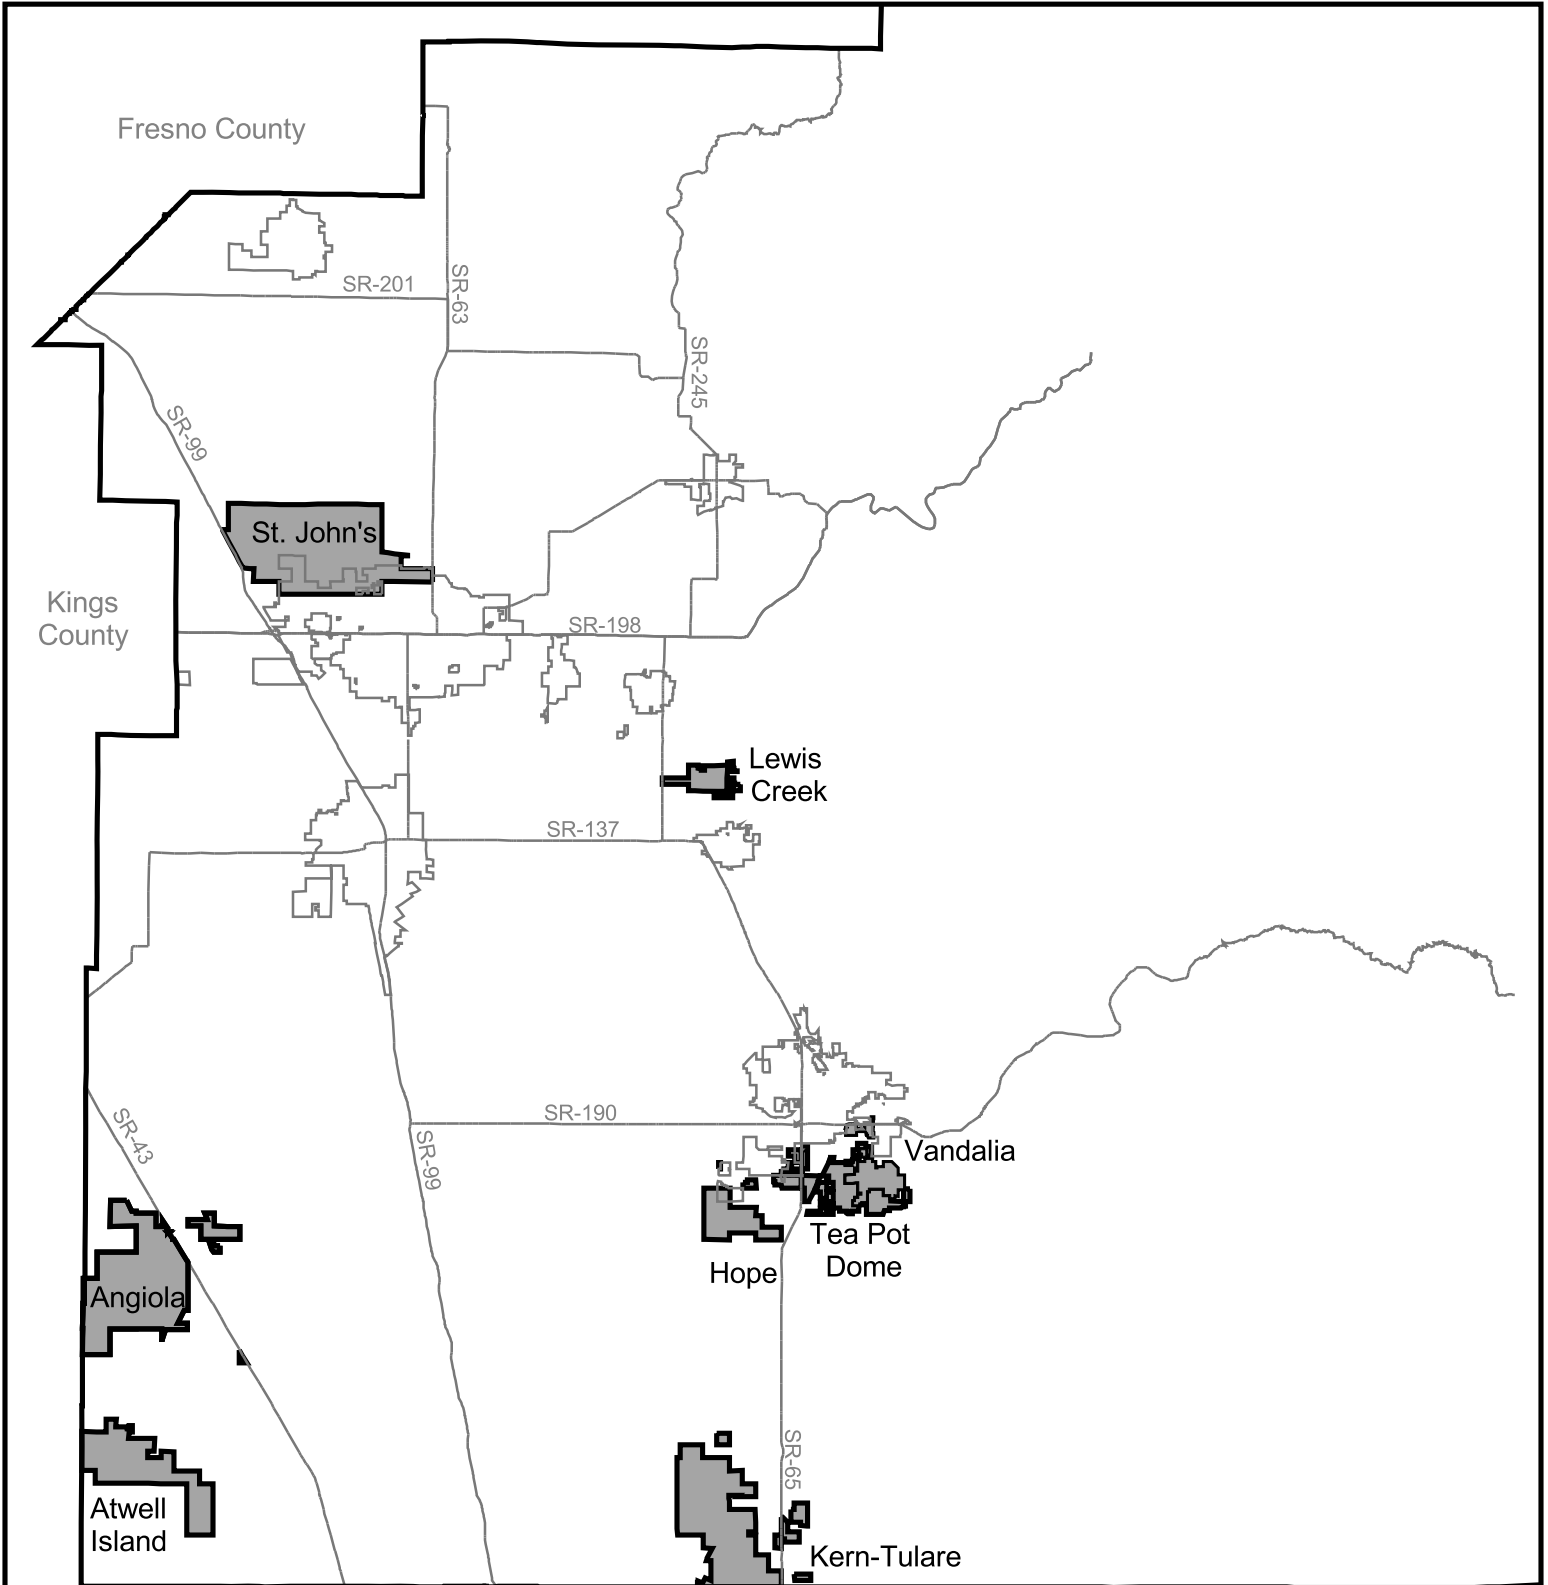 Fresno County
SR-201
SR-63
SR-245
SR-99
St. John's
Kings
County
SR-198
Lewis
Creek
SR-137
SR-190
SR-43
SR-99
Vandalia
Tea Pot
Dome
Hope
Angiola
SR-65
Atwell
Island
Kern-Tulare